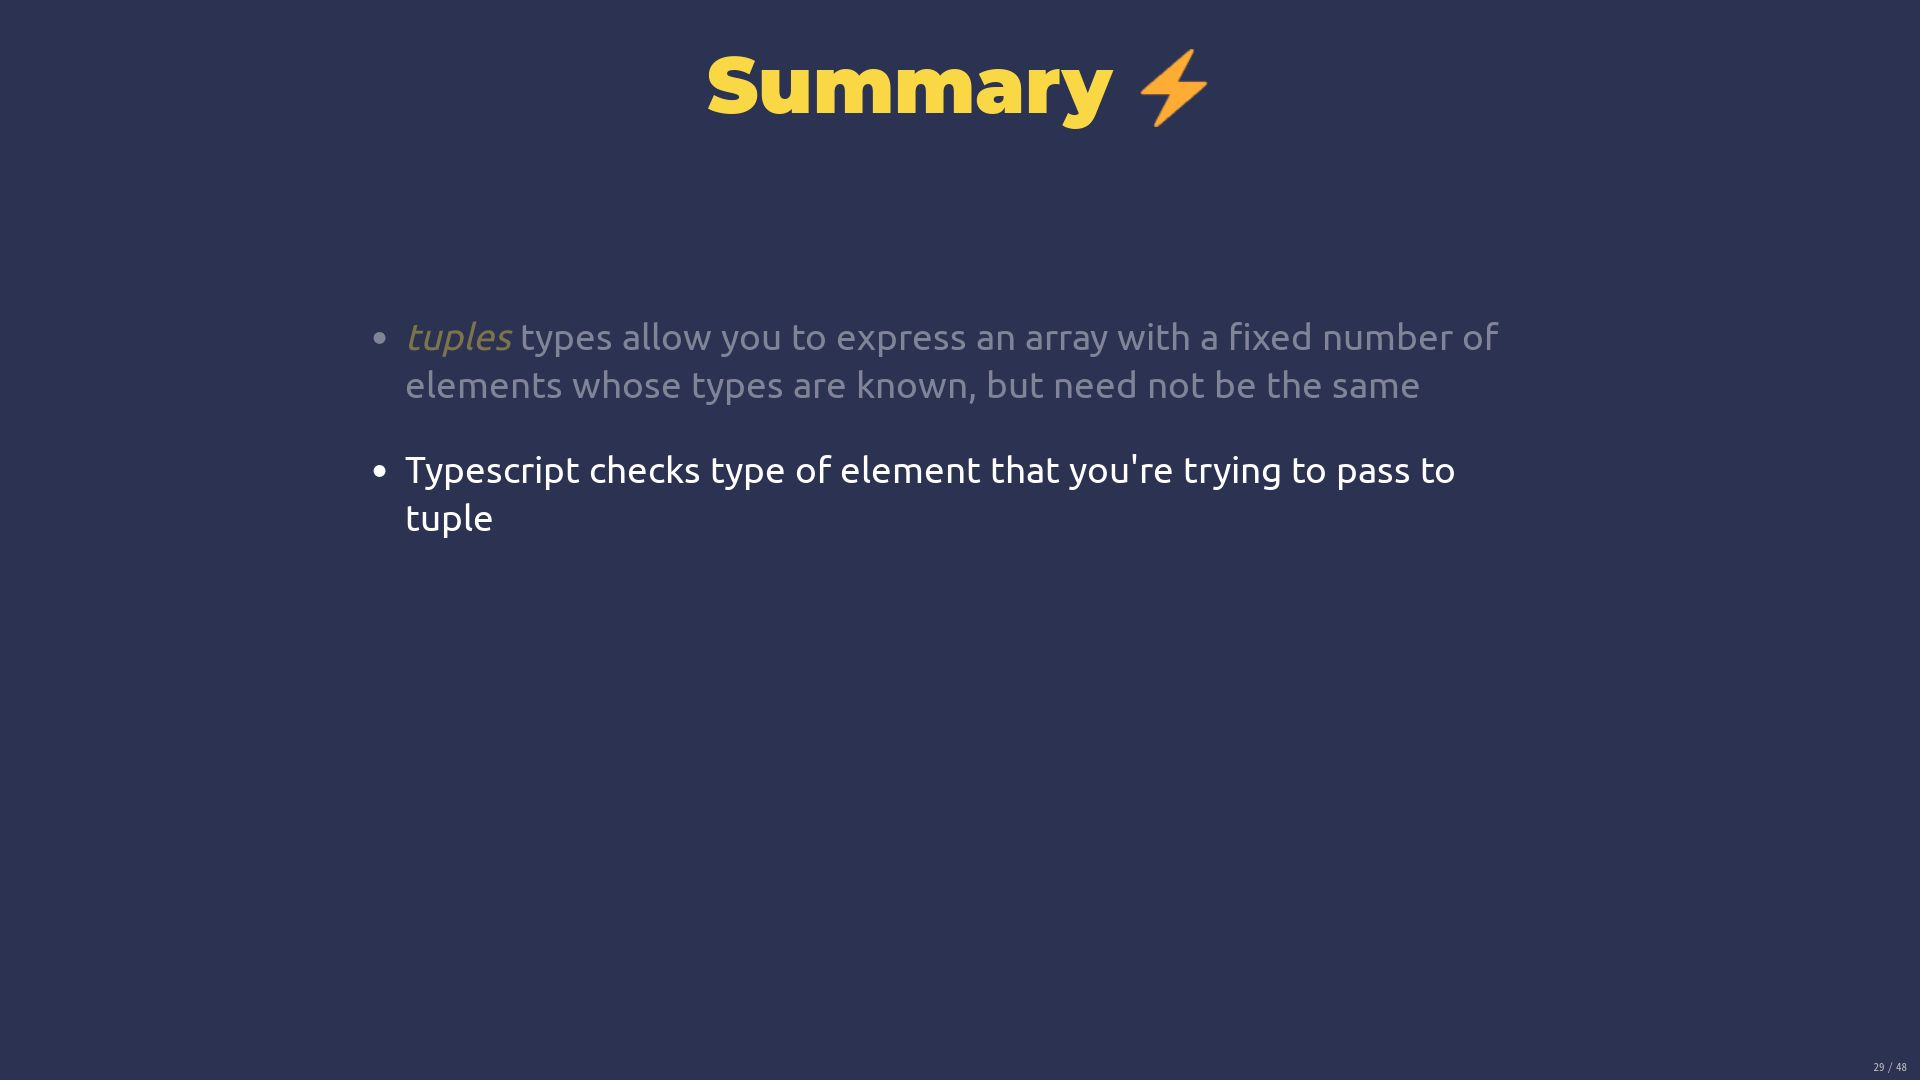 Summary ⚡
• tuples types allow you to express an array with a fixed number of
elements whose types are known, but need not be the same
• Typescript checks type of element that you're trying to pass to
tuple
29 / 48